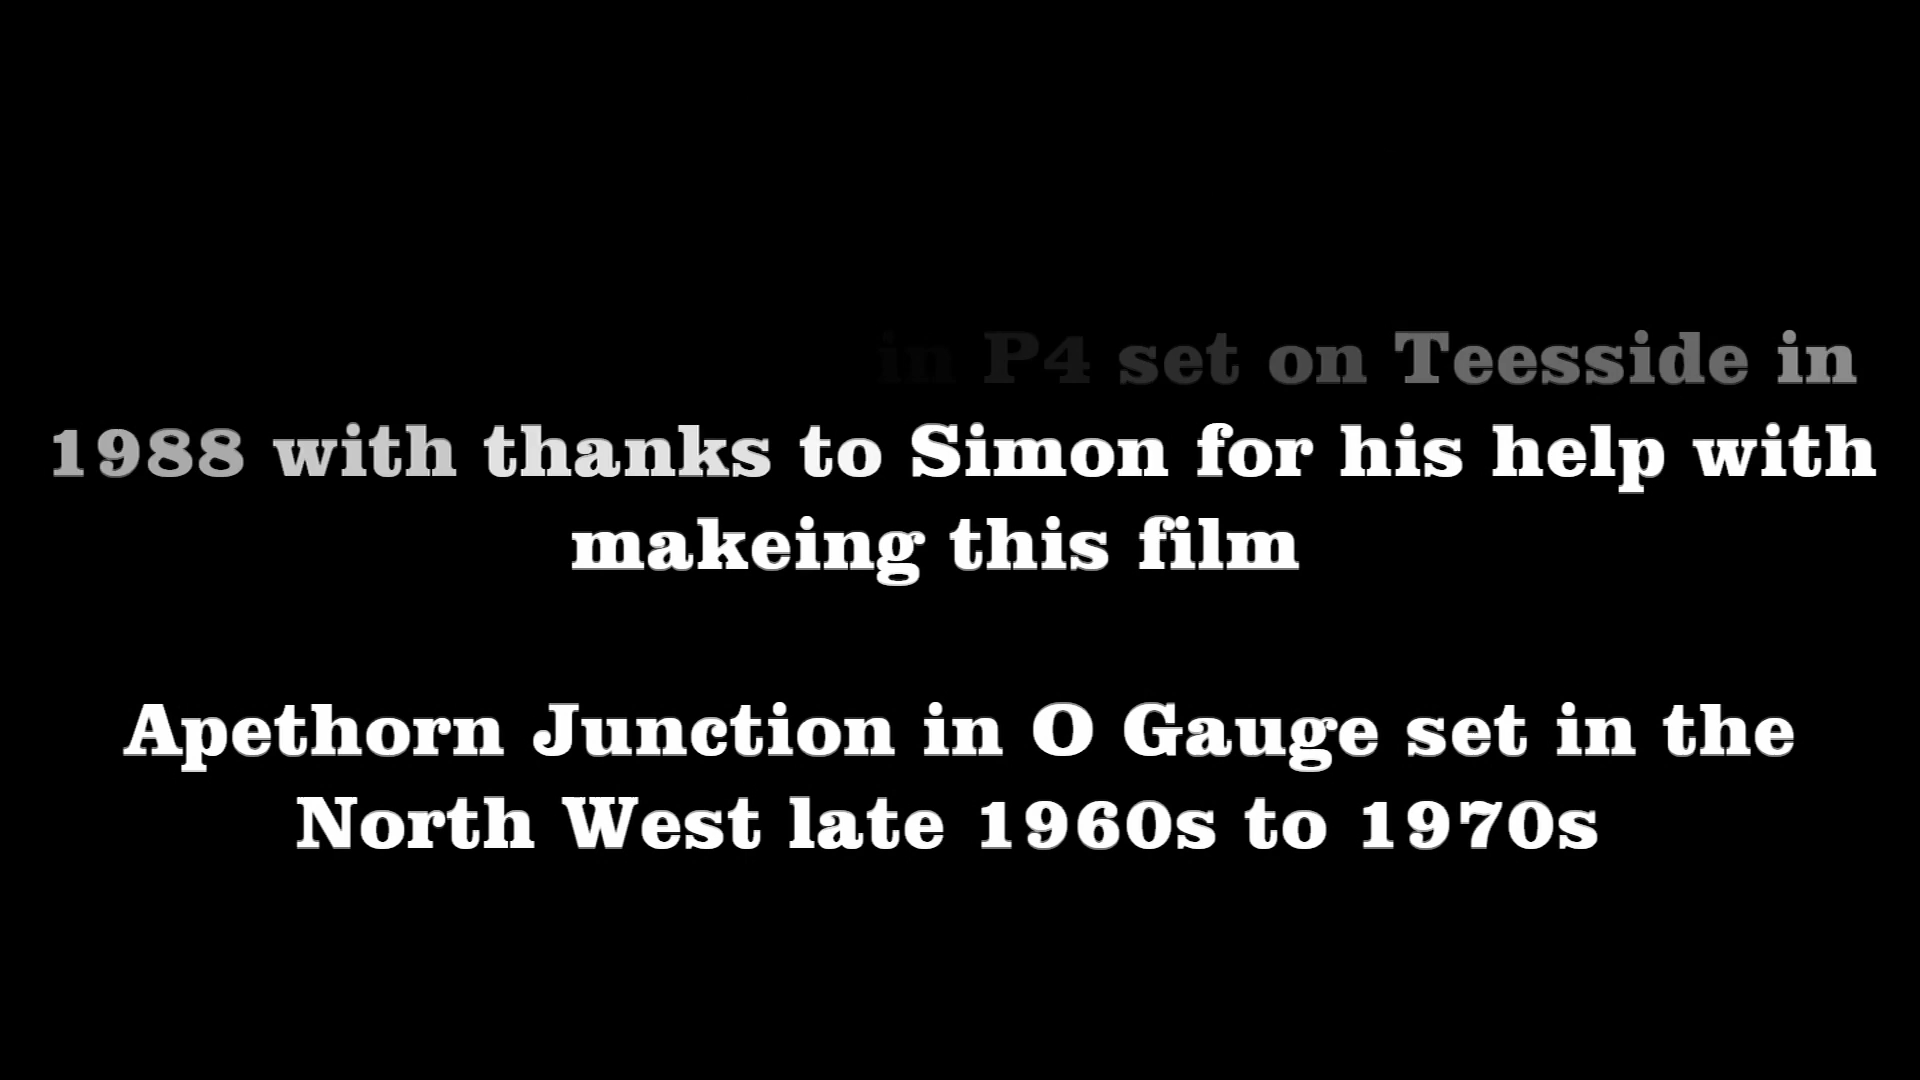 in P4 set on Teesside in
1988 with thanks to Simon for his help with
makeing this film
Apethorn Junction in O Gauge set in the
North West late 1960s to 1970s